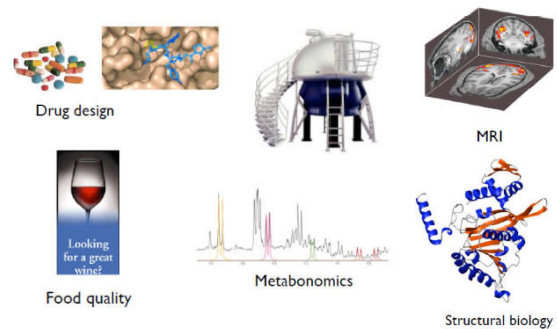 Drug design
MRI
Looking
for a great
wine?
Food quality
Metabonomics
Structural biology